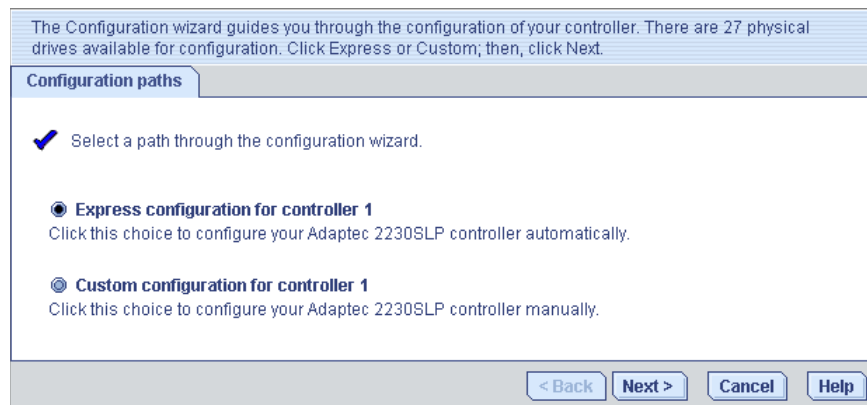 The Configuration wizard guides you through the configuration of your controller. There are 27 physical
drives available for configuration. Click Express or Custom; then, click Next.
Configuration paths
Select a path through the configuration wizard.
Express configuration for controller 1
Click this choice to configure your Adaptec 2230SLP controller automatically.
Custom configuration for controller 1
Click this choice to configure your Adaptec 2230SLP controller manually.
< Back Next > Cancel Help